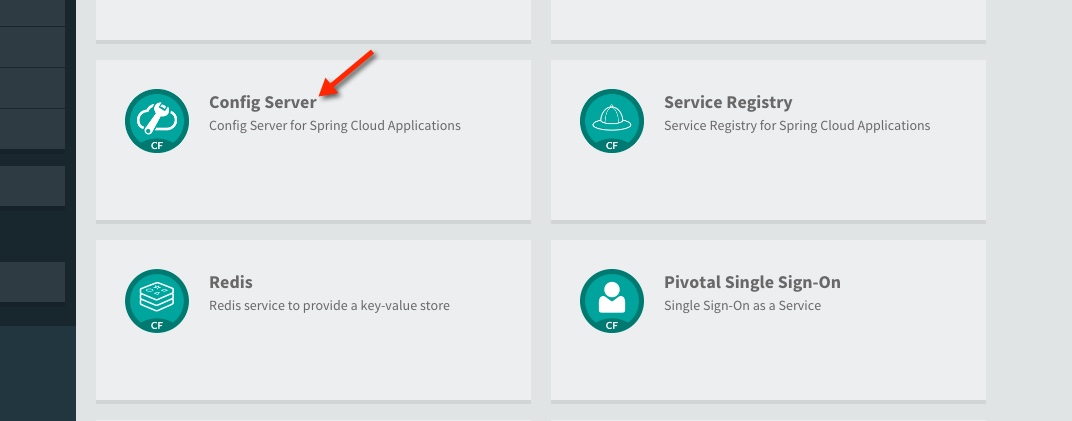 Config Server
Config Server for Spring Cloud Applications
CF
Service Registry
Service Registry for Spring Cloud Applications
CF
Redis
Redis service to provide a key-value store
CF
Pivotal Single Sign-On
Single Sign-On as a Service
CF